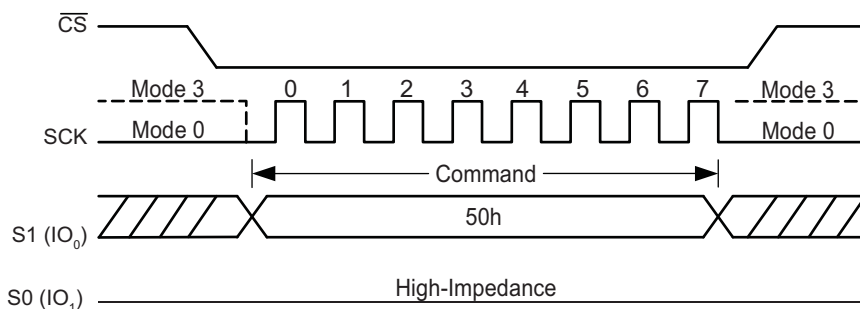 C̅S̅
Mode 3 0 1 2 3 4 5 6 7 Mode 3
SCK Mode 0 Mode 0
Command
S1 (IO₀) 50h
S0 (IO₁) High-Impedance